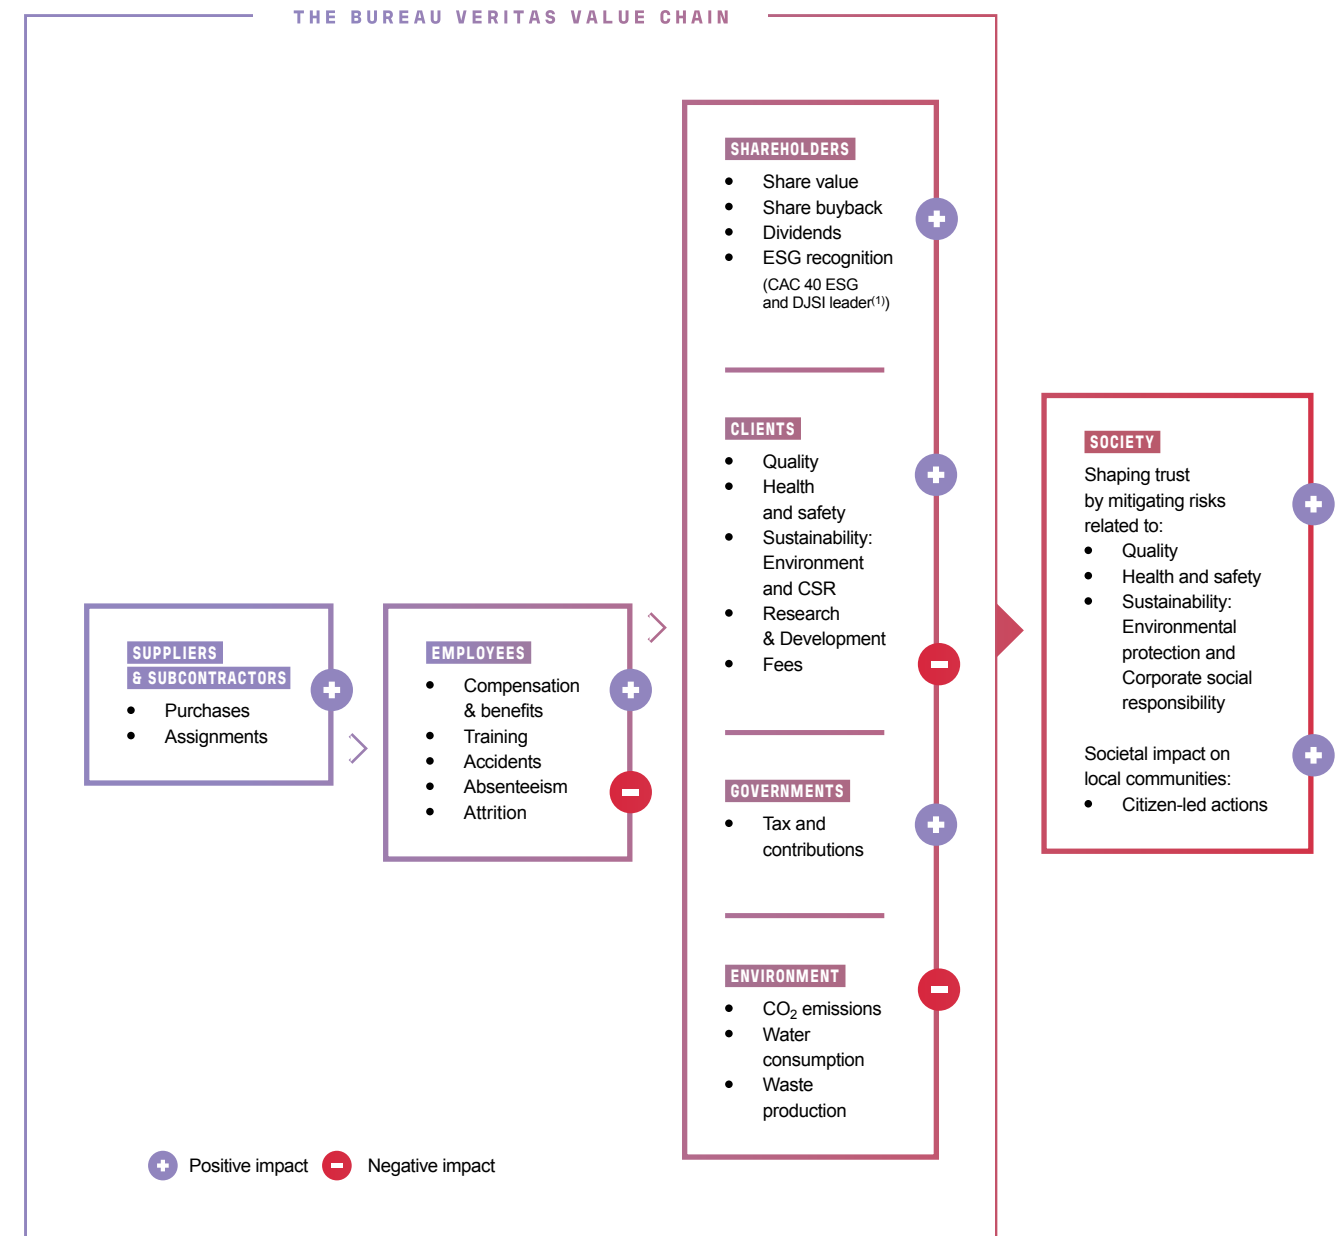 THE BUREAU VERITAS VALUE CHAIN
SUPPLIERS
& SUBCONTRACTORS
• Purchases
• Assignments
EMPLOYEES
• Compensation
& benefits
• Training
• Accidents
• Absenteeism
• Attrition
SHAREHOLDERS
• Share value
• Share buyback
• Dividends
• ESG recognition
(CAC 40 ESG
and DJSI leader(1))
CLIENTS
• Quality
• Health
and safety
• Sustainability:
Environment
and CSR
• Research
& Development
• Fees
GOVERNMENTS
• Tax and
contributions
ENVIRONMENT
• CO2 emissions
• Water
consumption
• Waste
production
SOCIETY
Shaping trust
by mitigating risks
related to:
• Quality
• Health and safety
• Sustainability:
Environmental
protection and
Corporate social
responsibility
Societal impact on
local communities:
• Citizen-led actions
Positive impact
Negative impact